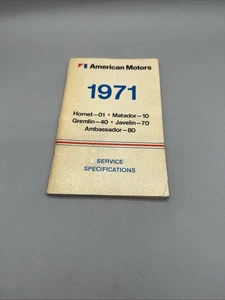 American Motors
1971
Hornet—01 • Matador—10
Gremlin—40 • Javelin—70
Ambassador—80
SERVICE
SPECIFICATIONS